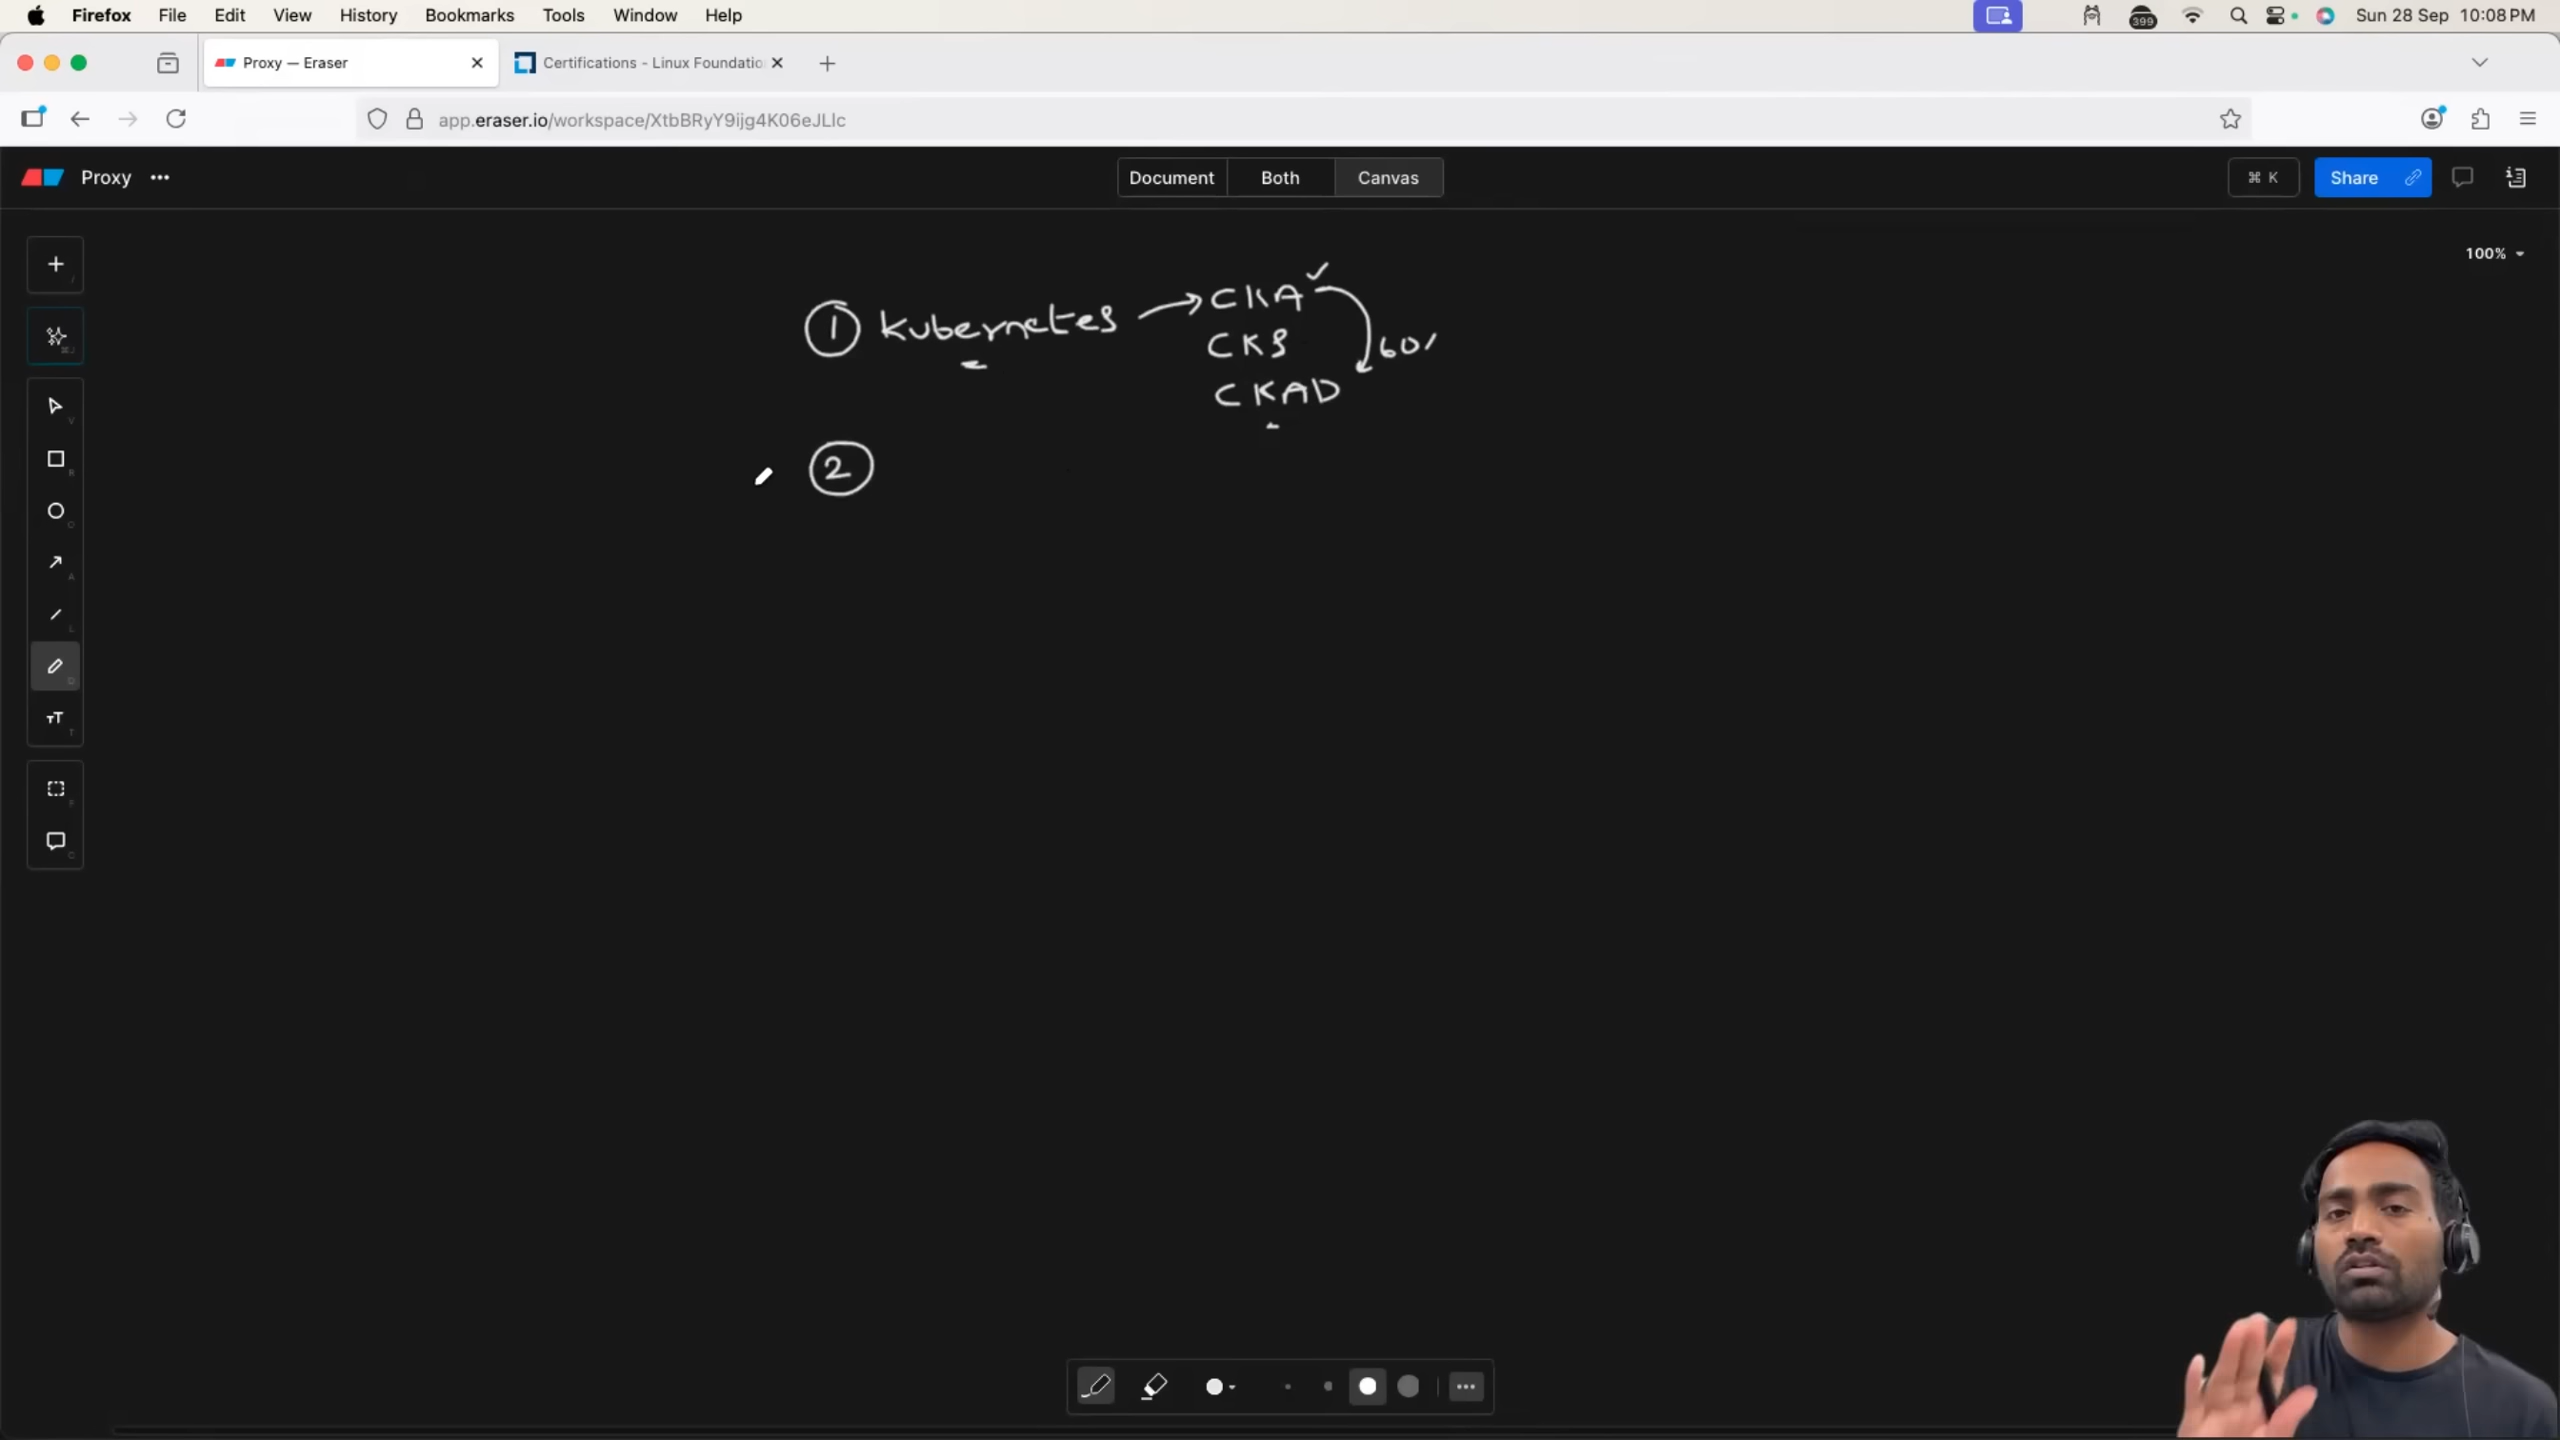 Firefox File Edit View History Bookmarks Tools Window Help 399 Sun 28 Sep 10:08 PM
Proxy — Eraser Certifications - Linux Foundatio
app.eraser.io/workspace/XtbBRyY9ijg4K06eJLlc
Proxy Document Both Canvas ⌘ K Share
100%
① Kubernetes → CKA ✓
CKS 60%
CKAD
②
V
R
O
A
L
D
TT T
C